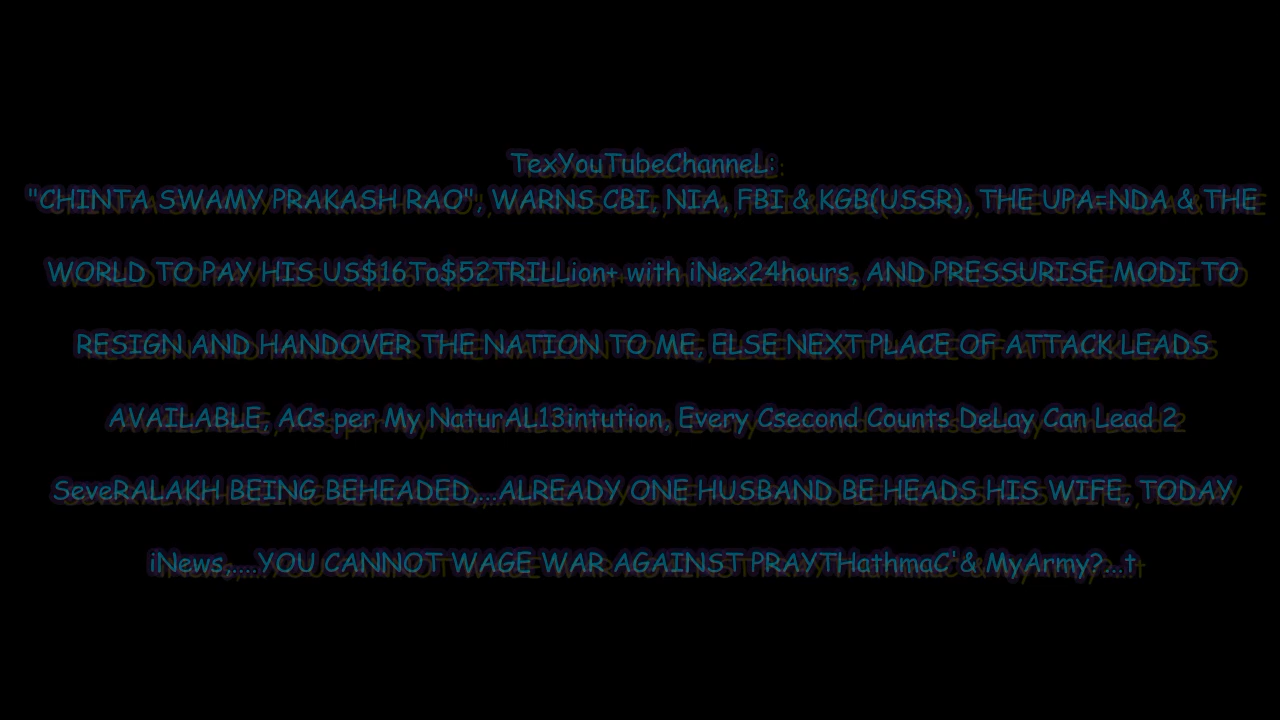 TexYouTubeChanneL:
"CHINTA SWAMY PRAKASH RAO", WARNS CBI, NIA, FBI & KGB(USSR), THE UPA=NDA & THE
WORLD TO PAY HIS US$16To$52TRILLion+ with iNex24hours, AND PRESSURISE MODI TO
RESIGN AND HANDOVER THE NATION TO ME, ELSE NEXT PLACE OF ATTACK LEADS
AVAILABLE, ACs per My NaturAL13intution, Every Csecond Counts DeLay Can Lead 2
SeveRALAKH BEING BEHEADED,...ALREADY ONE HUSBAND BE HEADS HIS WIFE, TODAY
iNews,....YOU CANNOT WAGE WAR AGAINST PRAYTHathmaC'& MyArmy?...t